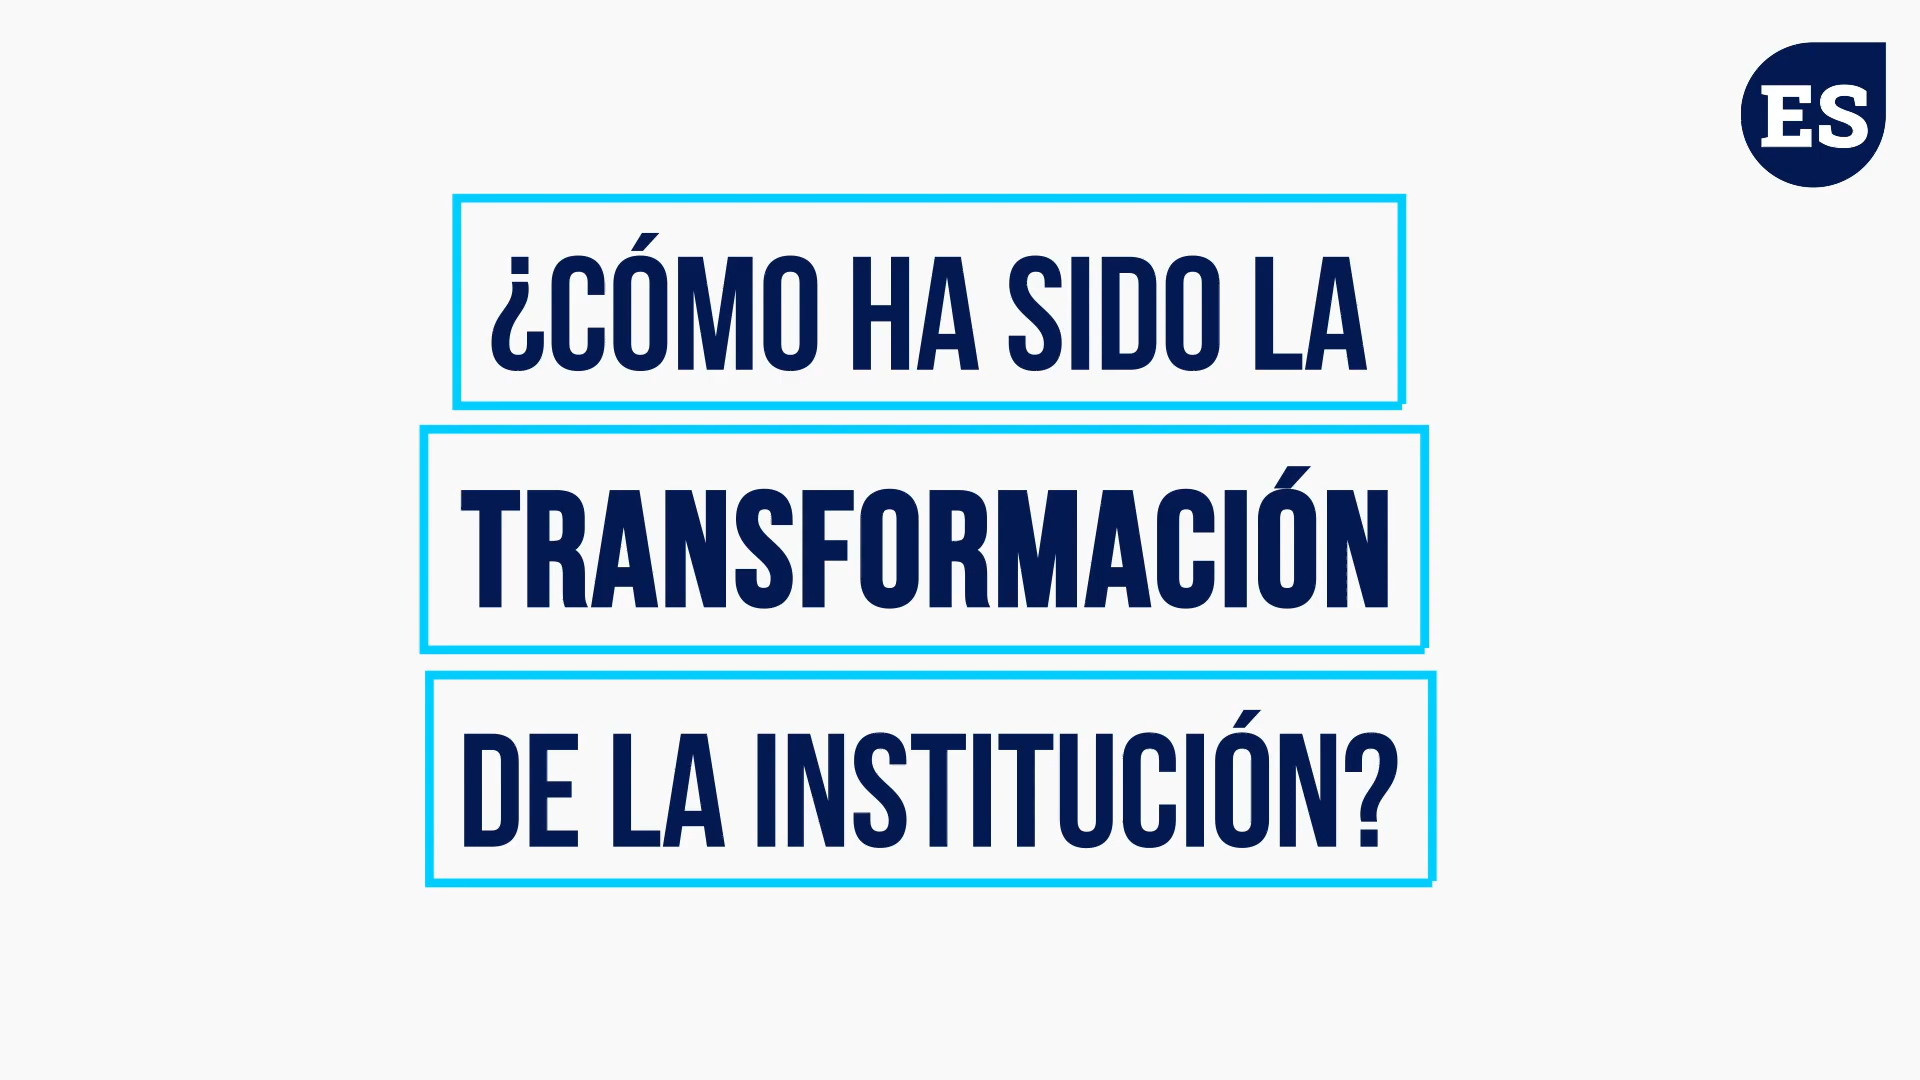 ES
¿CÓMO HA SIDO LA
TRANSFORMACIÓN
DE LA INSTITUCIÓN?